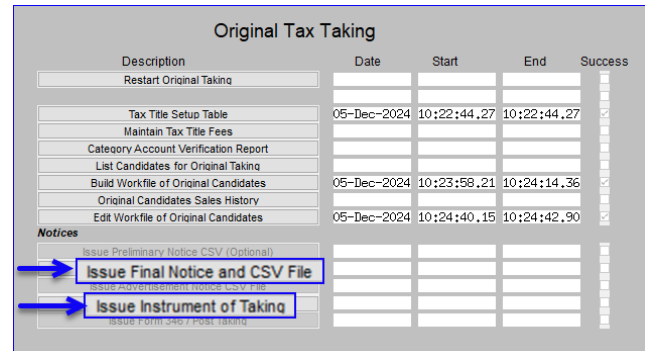 Original Tax Taking
Description Date Start End Success
Restart Original Taking
Tax Title Setup Table 05-Dec-2024 10:22:44.27 10:22:44.27
Maintain Tax Title Fees
Category Account Verification Report
List Candidates for Original Taking
Build Workfile of Original Candidates 05-Dec-2024 10:23:58.21 10:24:14.36
Original Candidates Sales History
Edit Workfile of Original Candidates 05-Dec-2024 10:24:40.15 10:24:42.90
Notices
Issue Preliminary Notice CSV (Optional)
Issue Final Notice and CSV File
Issue Advertisement Notice CSV File
Issue Instrument of Taking
Issue Form 346 / Post Taking